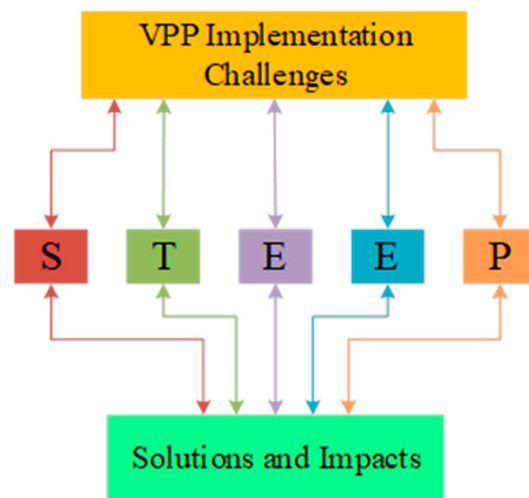 VPP Implementation
Challenges
S T E E P
Solutions and Impacts